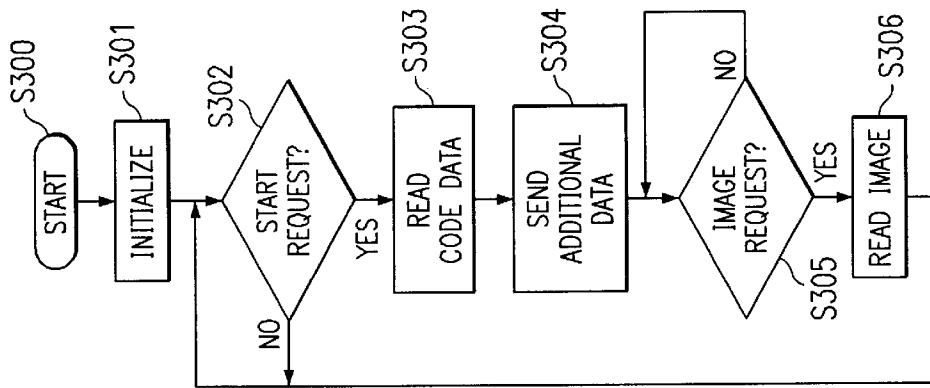 START
S300
INITIALIZE
S301
START
REQUEST?
S302
NO
YES
READ
CODE DATA
S303
SEND
ADDITIONAL
DATA
S304
IMAGE
REQUEST?
NO
S305
YES
READ IMAGE
S306